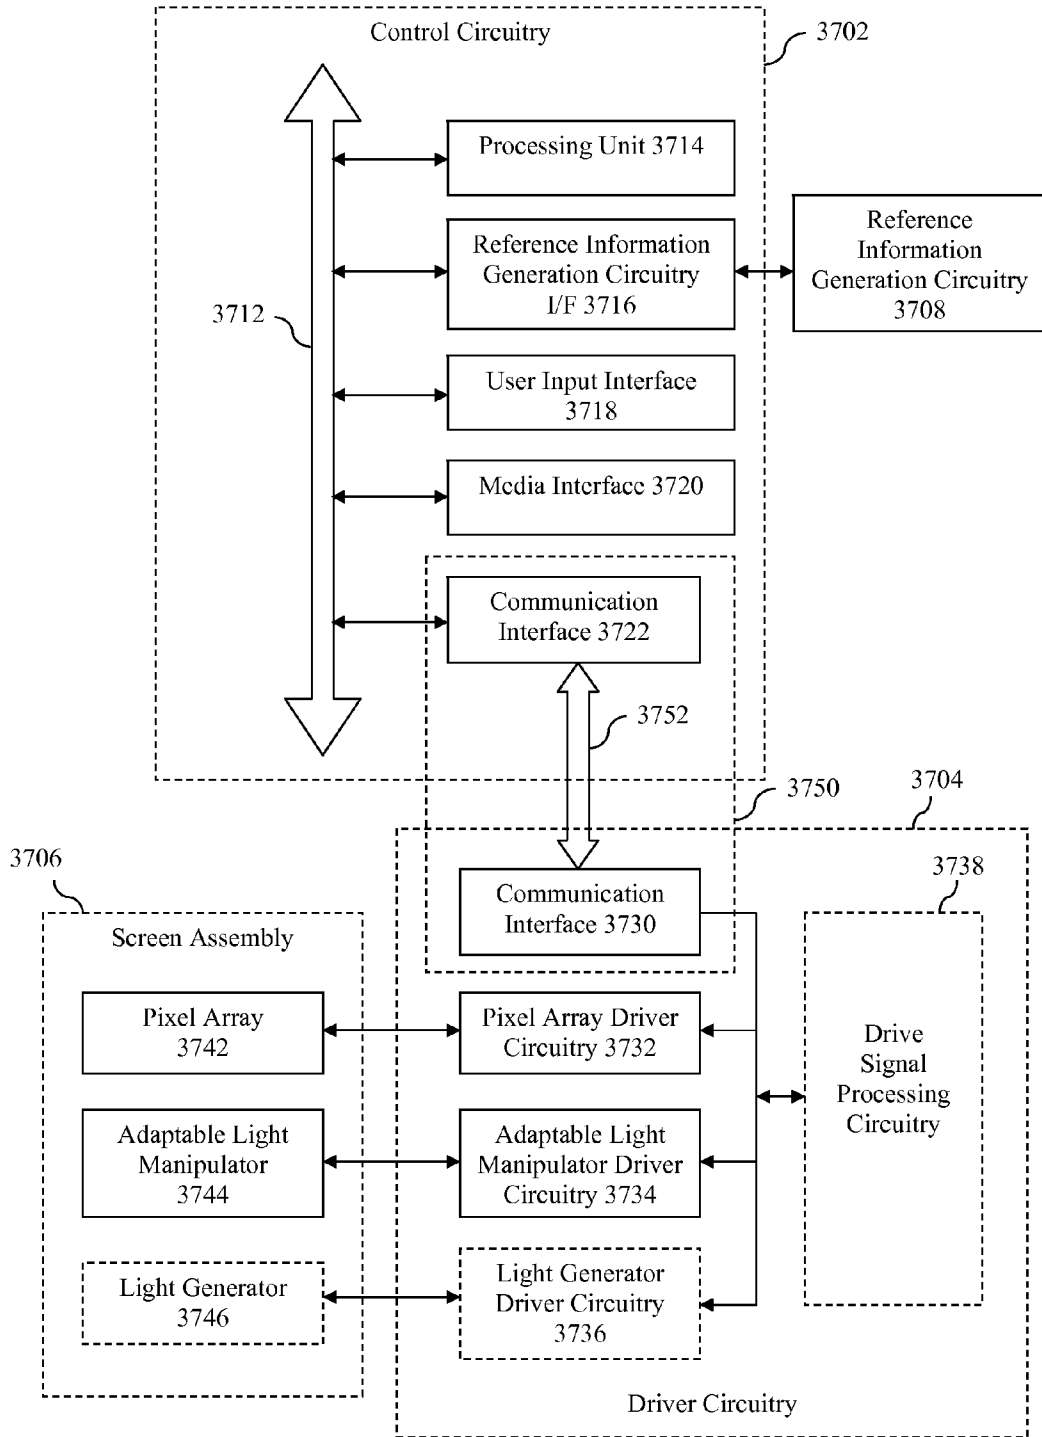 Control Circuitry
3702
Processing Unit 3714
Reference Information
Generation Circuitry
I/F 3716
Reference
Information
Generation Circuitry
3708
3712
User Input Interface
3718
Media Interface 3720
Communication
Interface 3722
3752
3750
3704
3706
3738
Communication
Interface 3730
Screen Assembly
Pixel Array
3742
Pixel Array Driver
Circuitry 3732
Drive
Signal
Processing
Circuitry
Adaptable Light
Manipulator
3744
Adaptable Light
Manipulator Driver
Circuitry 3734
Light Generator
3746
Light Generator
Driver Circuitry
3736
Driver Circuitry